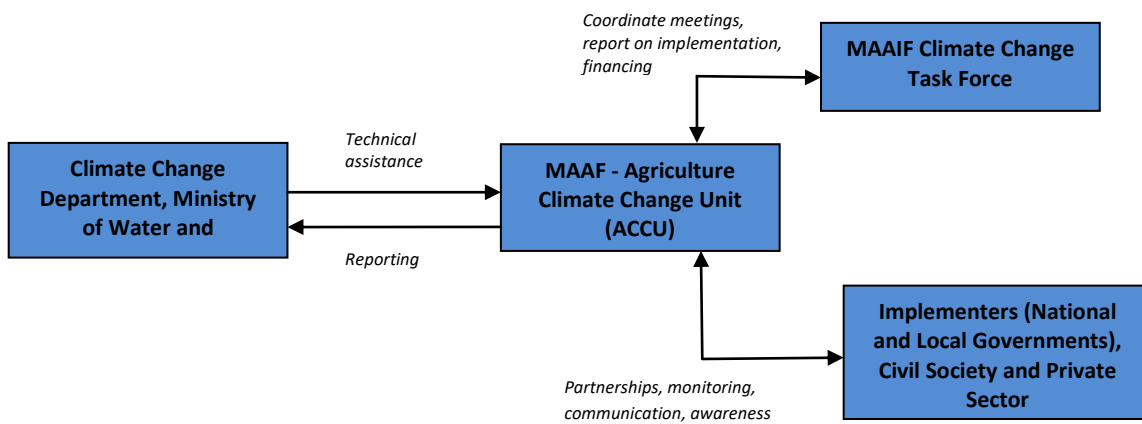 Coordinate meetings,
report on implementation,
financing
MAAIF Climate Change
Task Force
Technical
assistance
Climate Change
Department, Ministry
of Water and
MAAF - Agriculture
Climate Change Unit
(ACCU)
Reporting
Implementers (National
and Local Governments),
Civil Society and Private
Sector
Partnerships, monitoring,
communication, awareness